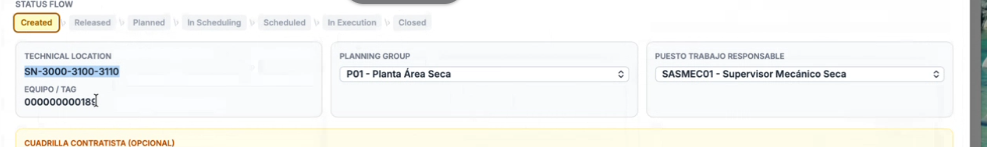 STATUS FLOW
Created Released Planned In Scheduling Scheduled In Execution Closed
TECHNICAL LOCATION
SN-3000-3100-3110
EQUIPO / TAG
PLANNING GROUP
P01 - Planta Área Seca
PUESTO TRABAJO RESPONSABLE
SASMEC01 - Supervisor Mecánico Seca
CUADRILLA CONTRATISTA (OPCIONAL)